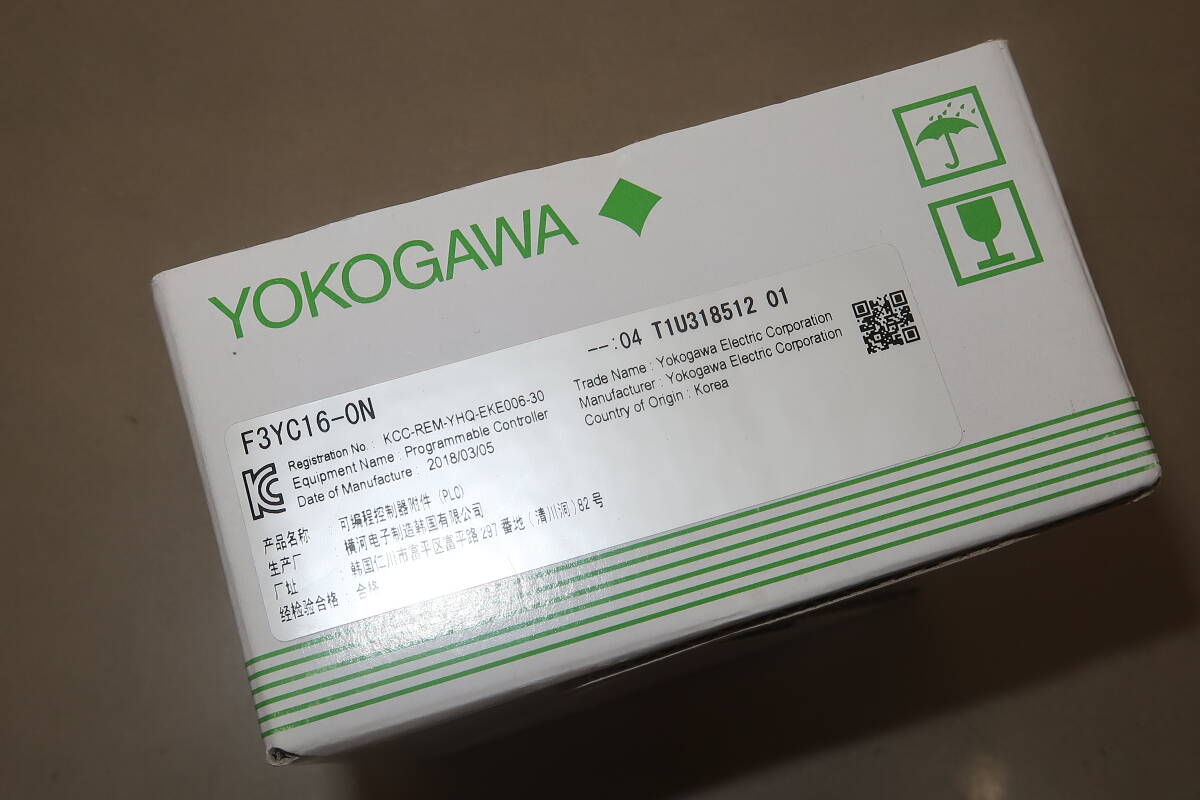 YOKOGAWA
--:04 T1U318512 01
F3YC16-0N
Registration No. : KCC-REM-YHQ-EKE006-30
Equipment Name : Programmable Controller
Date of Manufacture : 2018/03/05
Trade Name : Yokogawa Electric Corporation
Manufacturer : Yokogawa Electric Corporation
Country of Origin : Korea
产品名称 : 可编程控制器附件 (PLC)
生产厂 : 横河电子制造韩国有限公司
厂址 : 韩国仁川市富平区富平路297番地(清川洞)82号
经检验合格 : 合格